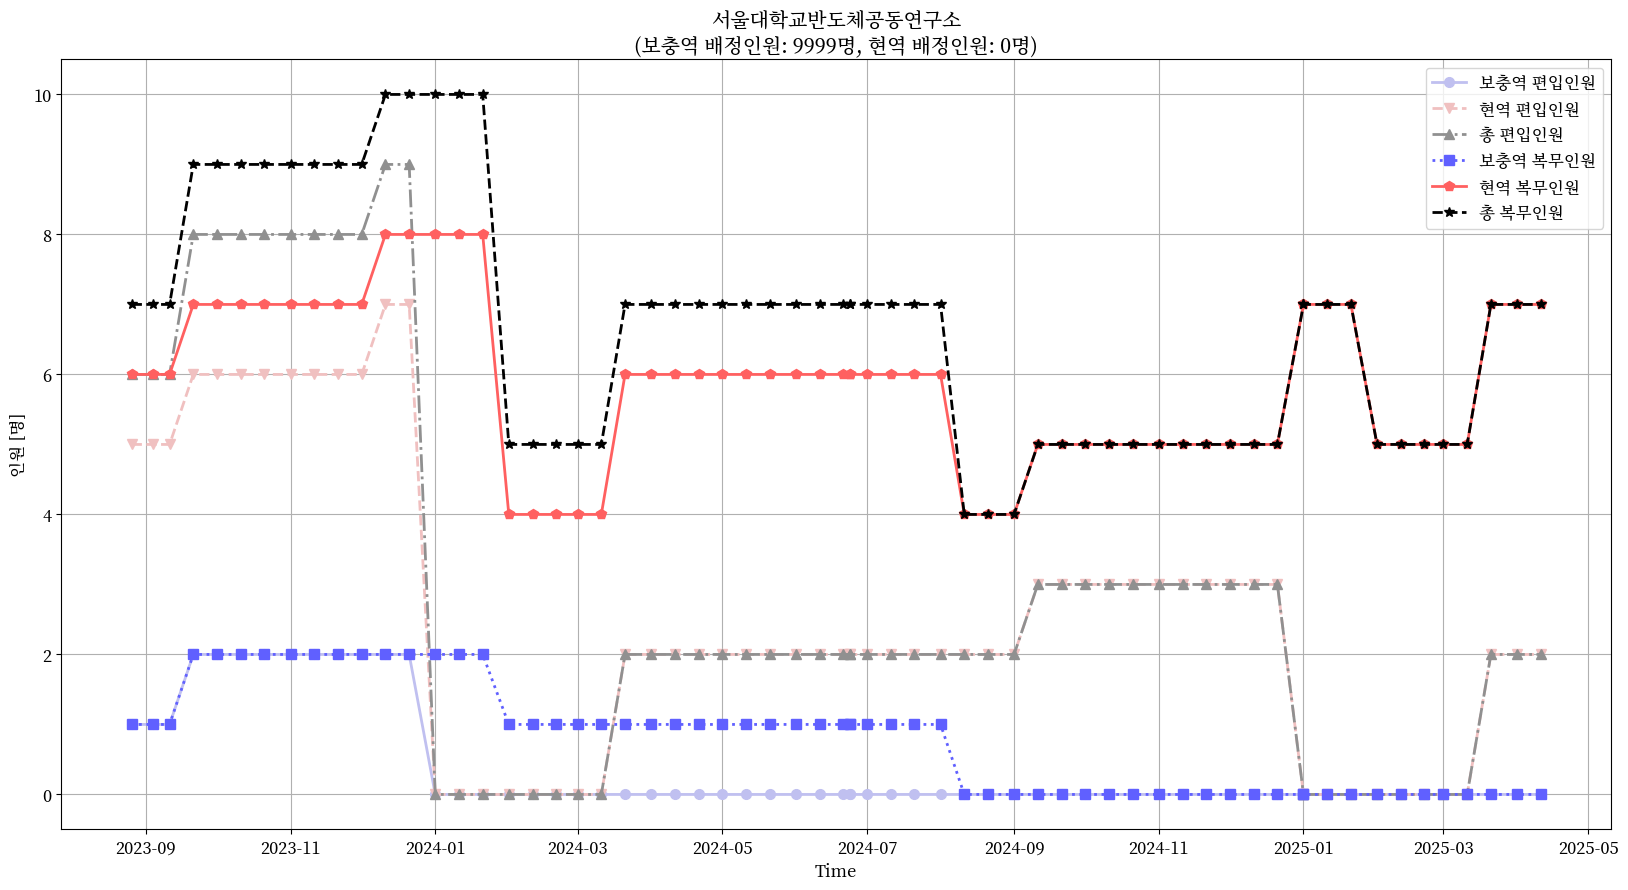 서울대학교반도체공동연구소
(보충역 배정인원: 9999명, 현역 배정인원: 0명)
보충역 편입인원
현역 편입인원
총 편입인원
보충역 복무인원
현역 복무인원
총 복무인원
인원 [명]
10
8
6
4
2
0
2023-09
2023-11
2024-01
2024-03
2024-05
2024-07
2024-09
2024-11
2025-01
2025-03
2025-05
Time